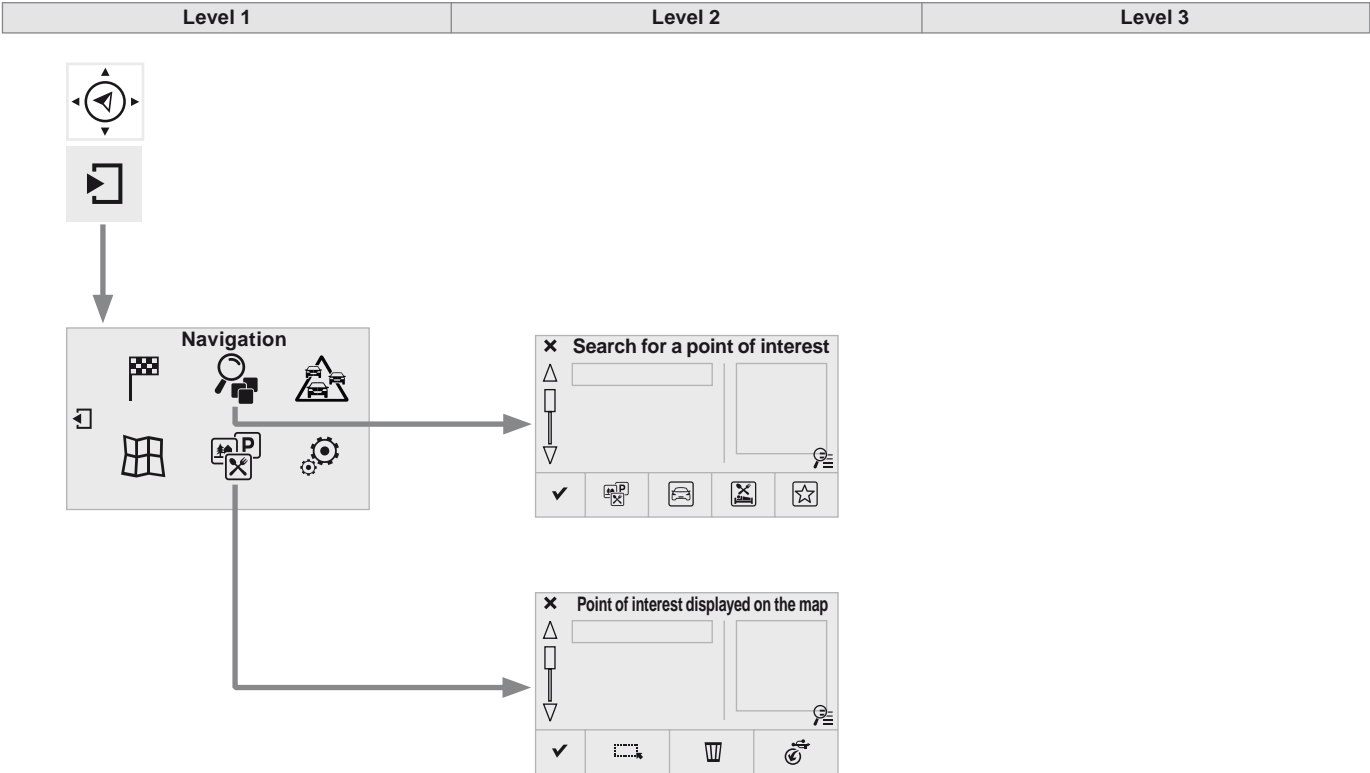 Level 1
Level 2
Level 3
Navigation
P
Search for a point of interest
P
Point of interest displayed on the map